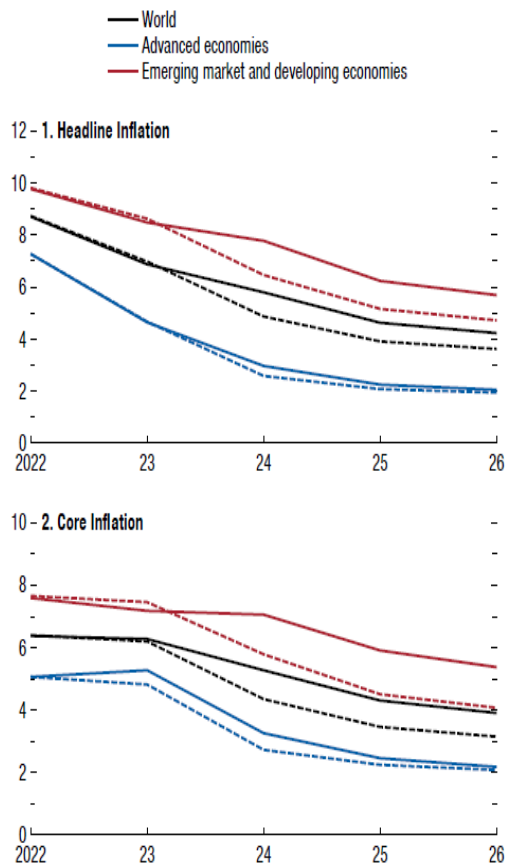 World
Advanced economies
Emerging market and developing economies
12
1. Headline Inflation
10
8
6
4
2
0
2022 23 24 25 26
10
2. Core Inflation
8
6
4
2
0
2022 23 24 25 26